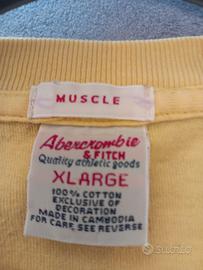 MUSCLE
Abercrombie
& FITCH
Quality athletic goods
XLARGE
100% COTTON
EXCLUSIVE OF
DECORATION
MADE IN CAMBODIA
FOR CARE, SEE REVERSE
subito